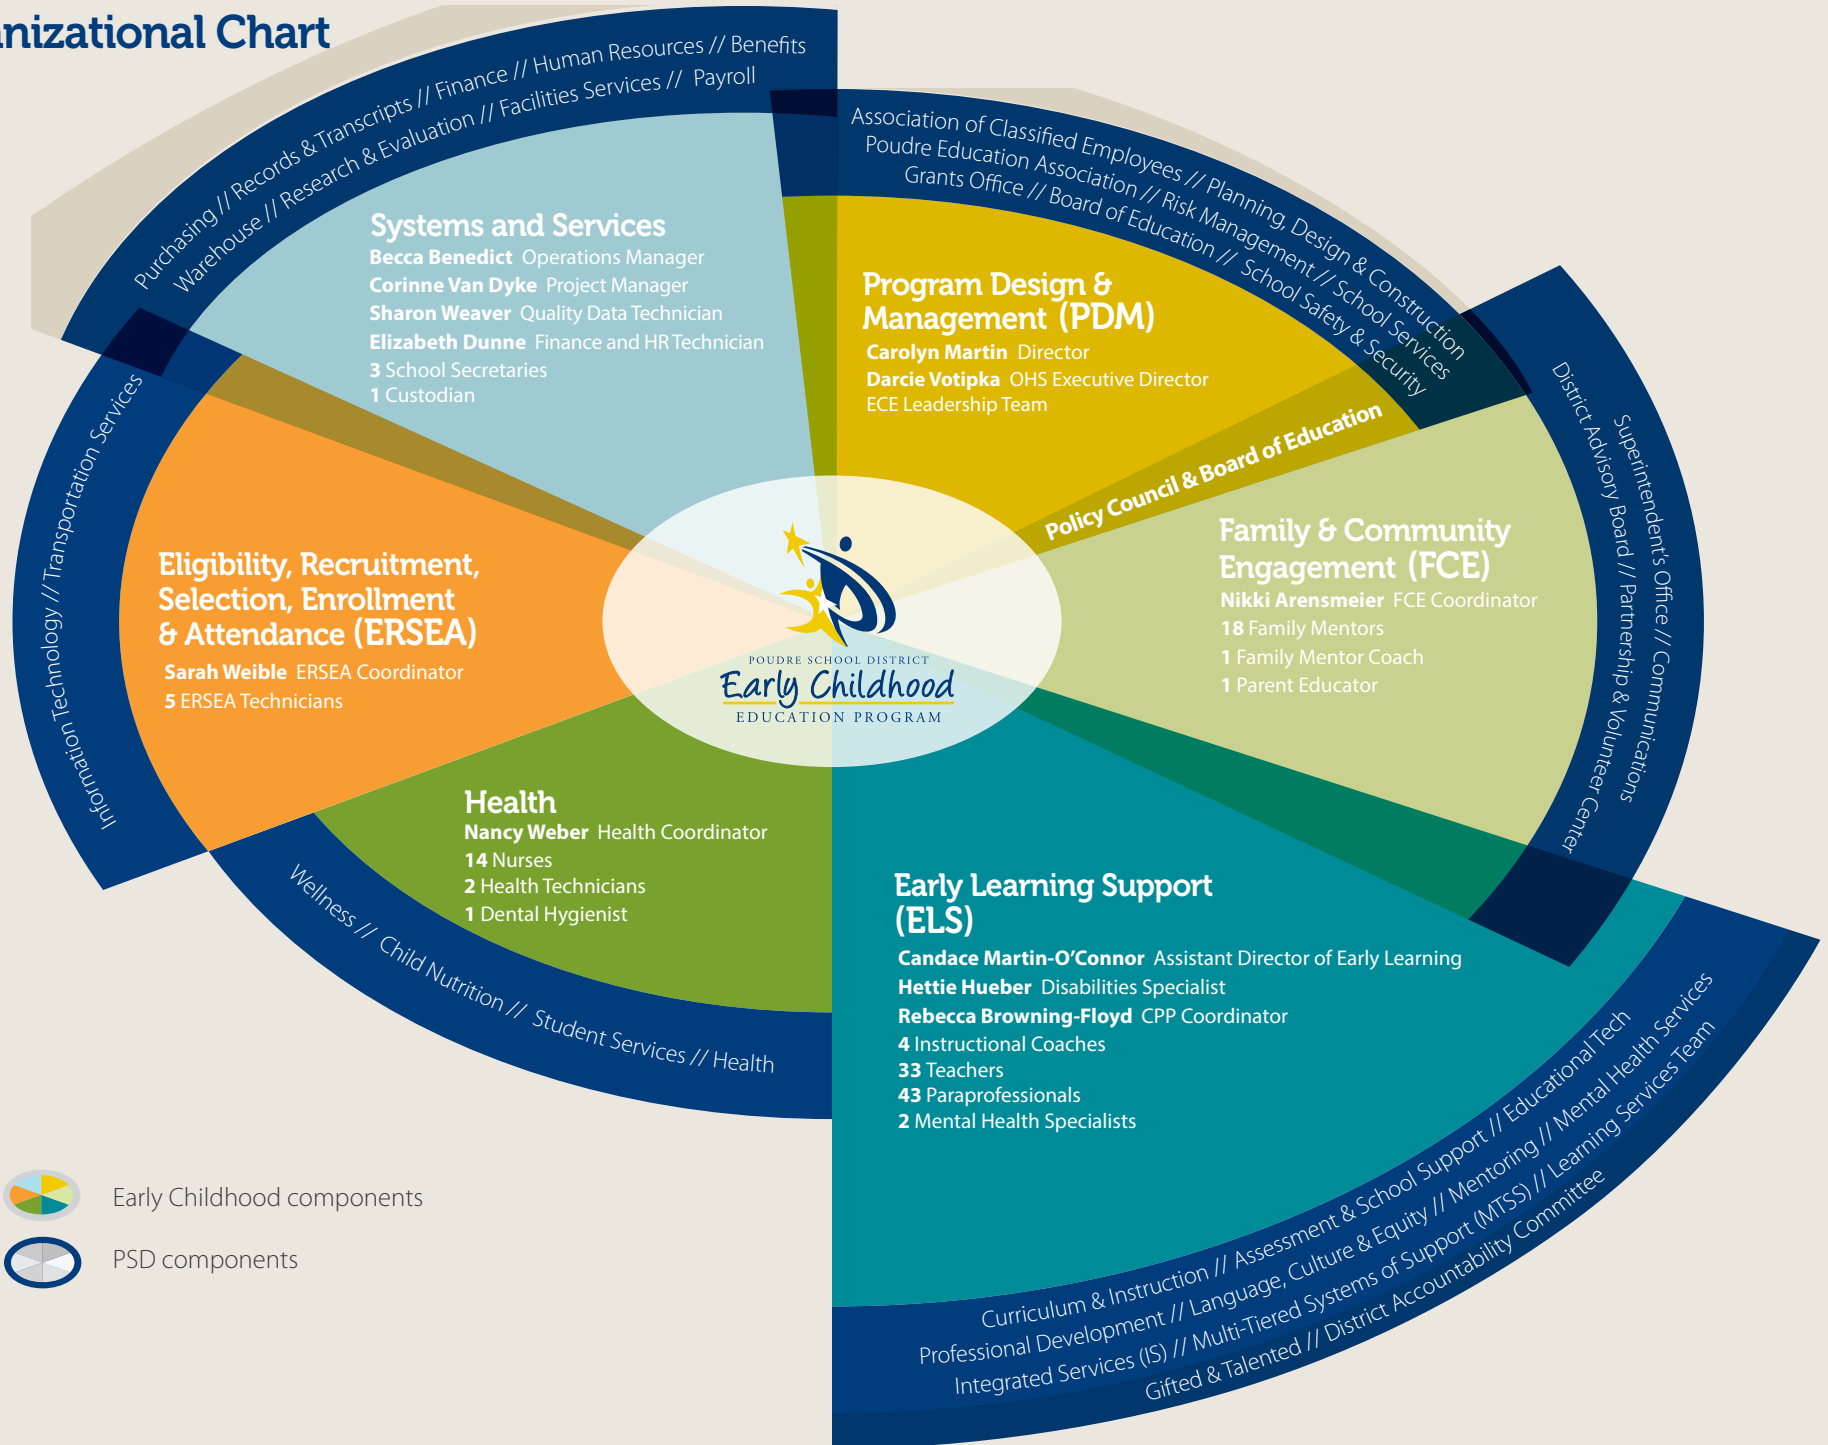 nizational Chart
Purchasing // Records & Transcripts // Finance // Human Resources // Benefits
Warehouse // Research & Evaluation // Facilities Services // Payroll
Association of Classified Employees // Planning, Design & Construction
Poudre Education Association // Risk Management // School Services
Grants Office // Board of Education // School Safety & Security
Systems and Services
Becca Benedict Operations Manager
Corinne Van Dyke Project Manager
Sharon Weaver Quality Data Technician
Elizabeth Dunne Finance and HR Technician
3 School Secretaries
1 Custodian
Program Design &
Management (PDM)
Carolyn Martin Director
Darcie Votipka OHS Executive Director
ECE Leadership Team
Policy Council & Board of Education
Superintendent's Office // Communications
District Advisory Board // Partnership & Volunteer Center
Family & Community
Engagement (FCE)
Nikki Arensmeier FCE Coordinator
18 Family Mentors
1 Family Mentor Coach
1 Parent Educator
Information Technology // Transportation Services
Eligibility, Recruitment,
Selection, Enrollment
& Attendance (ERSEA)
Sarah Weible ERSEA Coordinator
5 ERSEA Technicians
POUDRE SCHOOL DISTRICT
Early Childhood
EDUCATION PROGRAM
Health
Nancy Weber Health Coordinator
14 Nurses
2 Health Technicians
1 Dental Hygienist
Wellness // Child Nutrition // Student Services // Health
Early Learning Support
(ELS)
Candace Martin-O'Connor Assistant Director of Early Learning
Hettie Hueber Disabilities Specialist
Rebecca Browning-Floyd CPP Coordinator
4 Instructional Coaches
33 Teachers
43 Paraprofessionals
2 Mental Health Specialists
Curriculum & Instruction // Assessment & School Support // Educational Tech
Professional Development // Language, Culture & Equity // Mentoring // Mental Health Services
Integrated Services (IS) // Multi-Tiered Systems of Support (MTSS) // Learning Services Team
Gifted & Talented // District Accountability Committee
Early Childhood components
PSD components